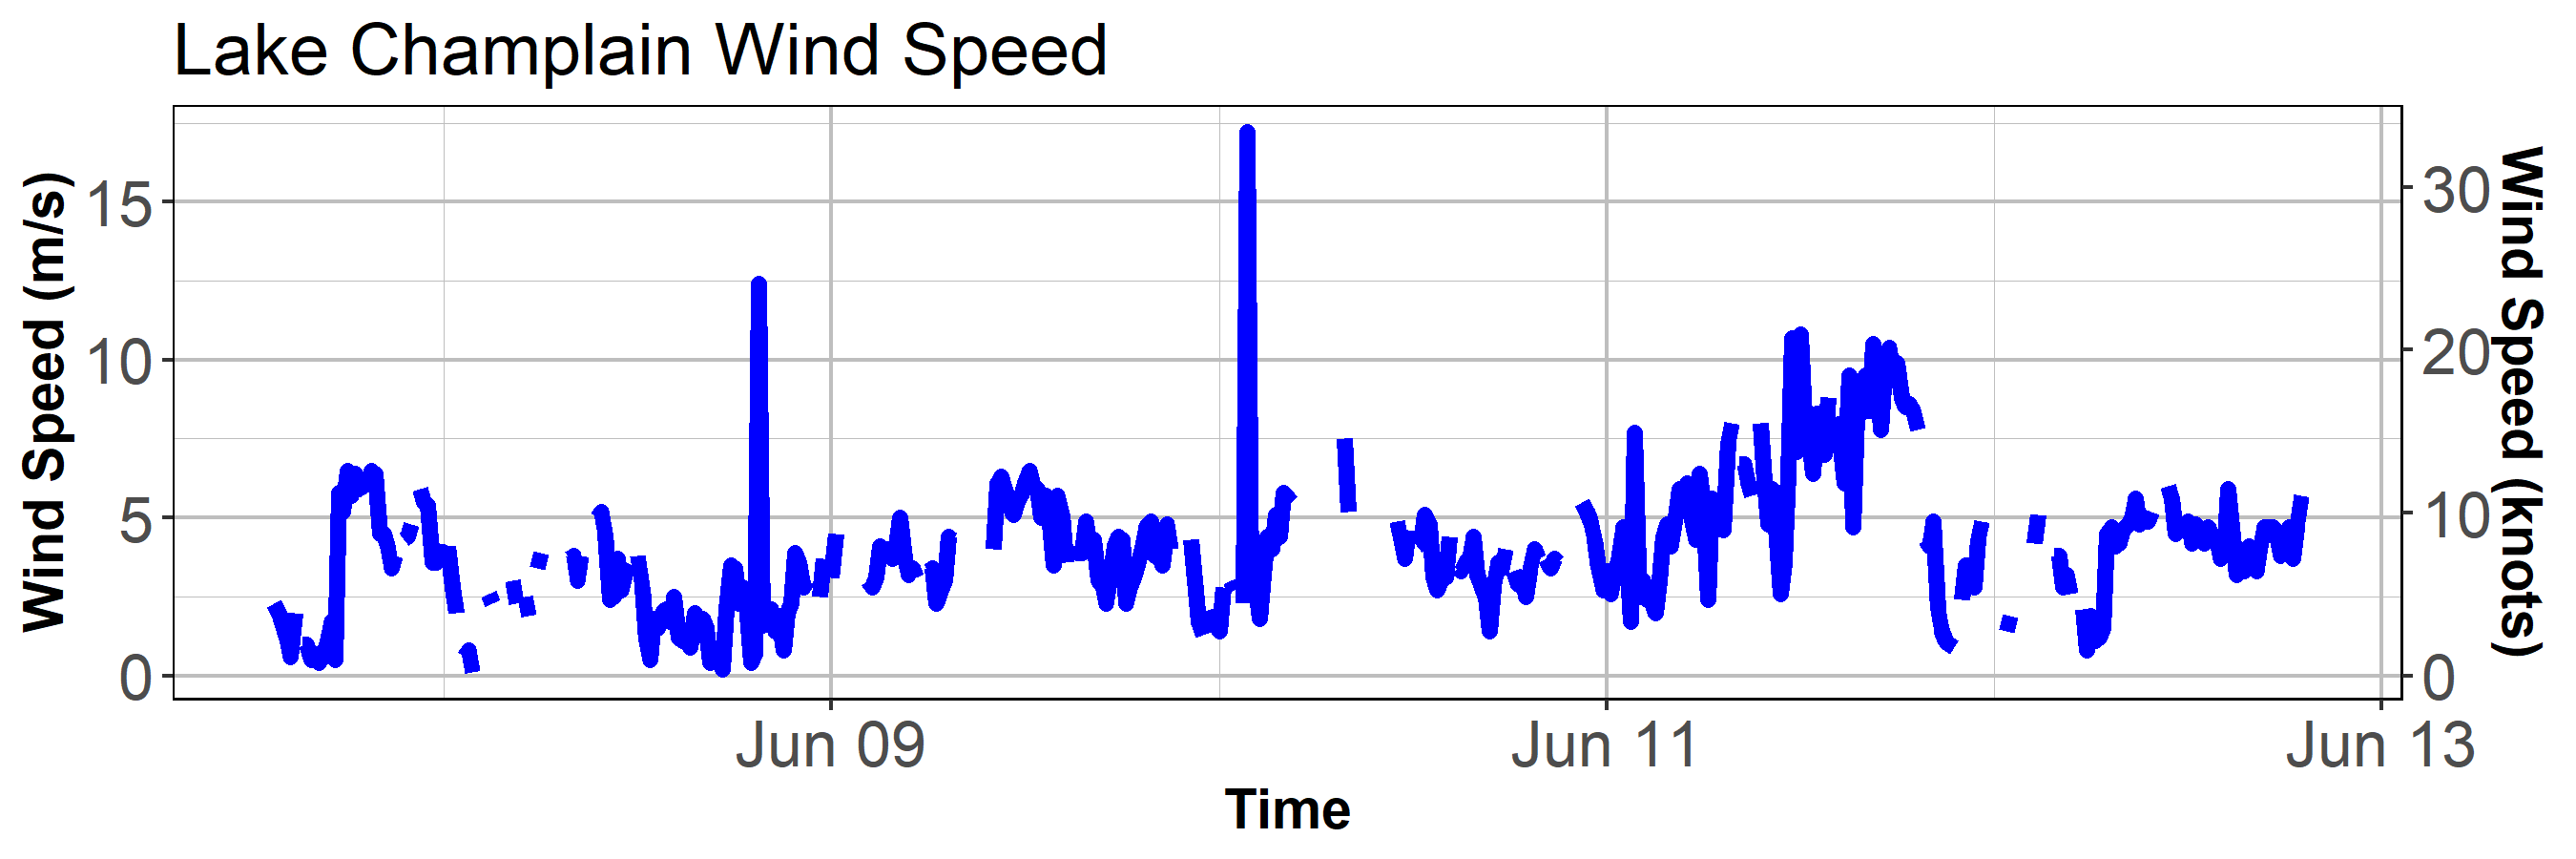 Lake Champlain Wind Speed
Wind Speed (m/s)
15
10
5
0
30
20
10
0
Wind Speed (knots)
Jun 09
Jun 11
Jun 13
Time